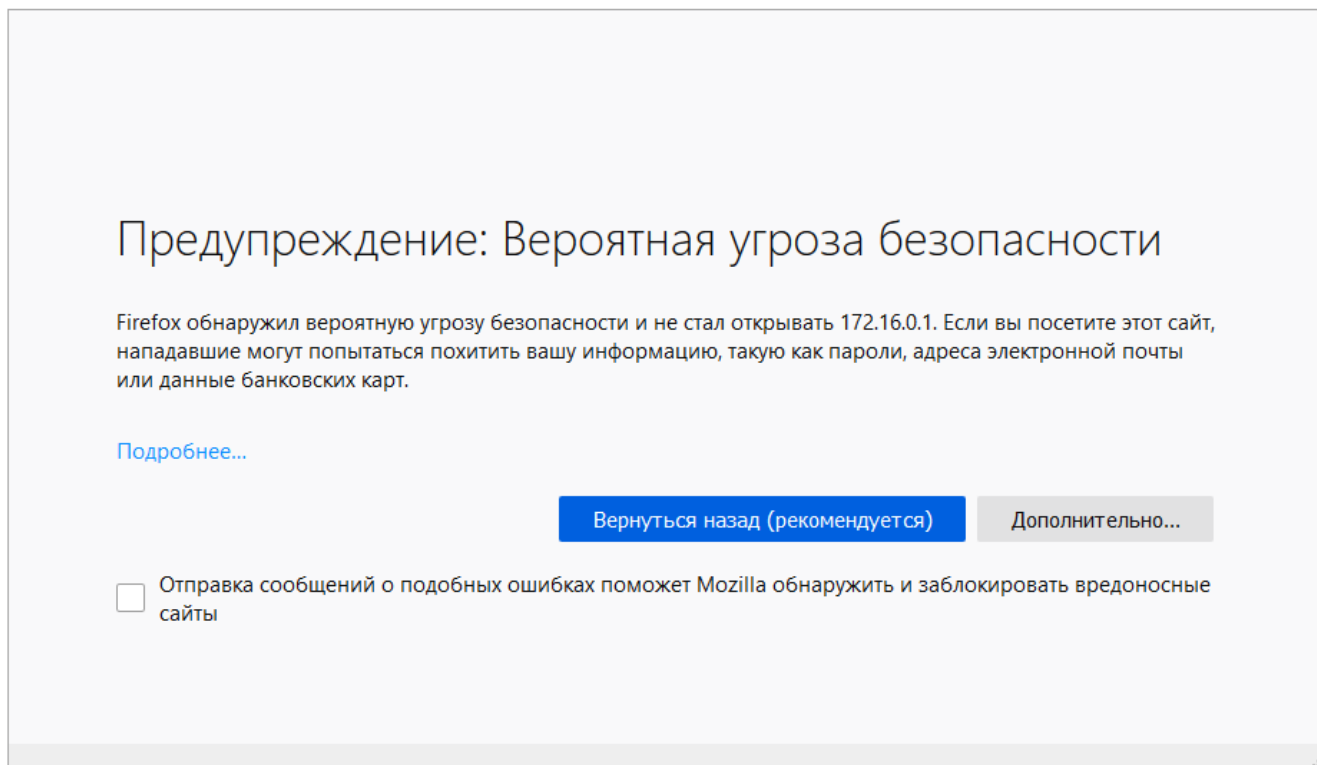 Предупреждение: Вероятная угроза безопасности
Firefox обнаружил вероятную угрозу безопасности и не стал открывать 172.16.0.1. Если вы посетите этот сайт,
нападавшие могут попытаться похитить вашу информацию, такую как пароли, адреса электронной почты
или данные банковских карт.
Подробнее...
Вернуться назад (рекомендуется)
Дополнительно...
Отправка сообщений о подобных ошибках поможет Mozilla обнаружить и заблокировать вредоносные
сайты